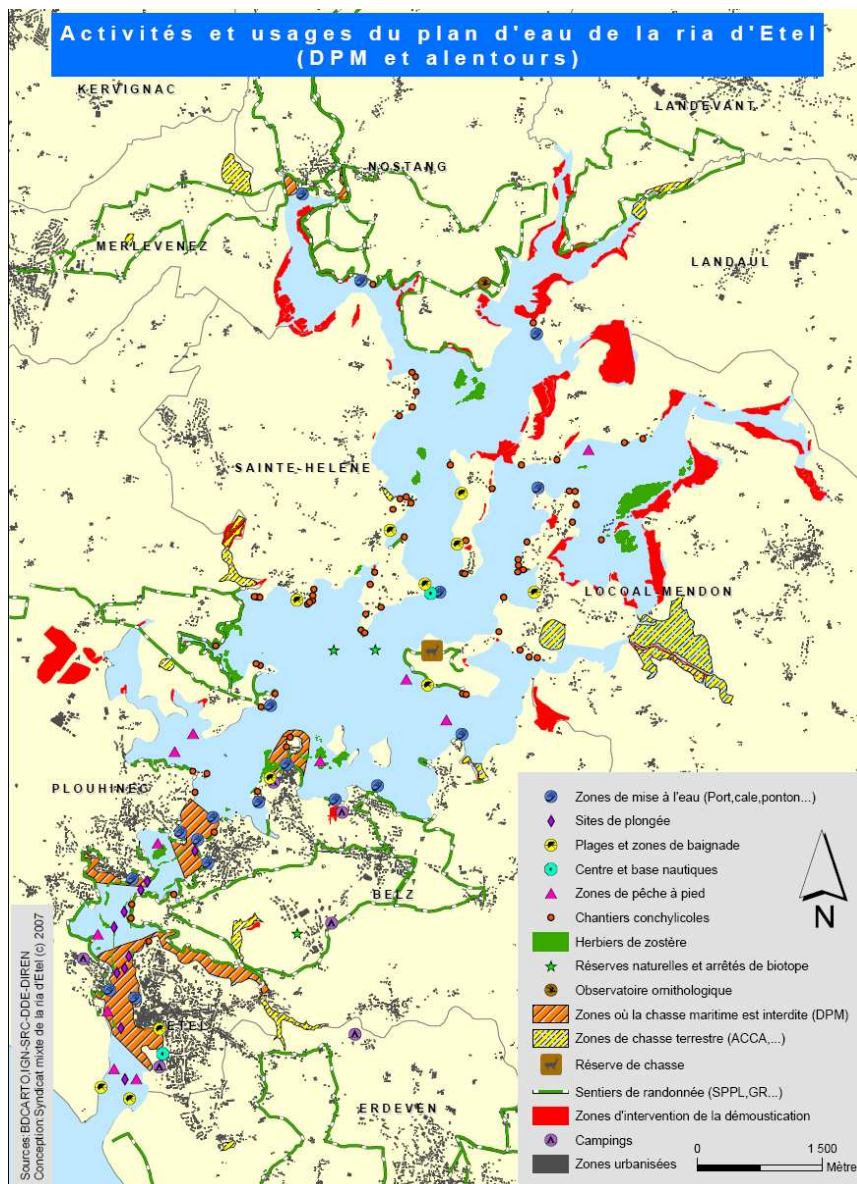 Activités et usages du plan d'eau de la ria d'Etel
(DPM et alentours)
KERVIGNAC
LANDEVANT
NOSTANG
MERLEVENEZ
LANDAUL
SAINTE-HELENE
LOCOAL-MENDON
PLOUHINEC
BELZ
ETEL
ERDEVEN
Zones de mise à l'eau (Port,cale,ponton...)
Sites de plongée
Plages et zones de baignade
Centre et base nautiques
Zones de pêche à pied
Chantiers conchylicoles
Herbiers de zostère
Réserves naturelles et arrêtés de biotope
Observatoire ornithologique
Zones où la chasse maritime est interdite (DPM)
Zones de chasse terrestre (ACCA,...)
Réserve de chasse
Sentiers de randonnée (SPPL,GR...)
Zones d'intervention de la démoustication
Campings
Zones urbanisées
N
0 1 500
Mètre
Sources:BDCARTO,IGN-SRC-DDE-DIREN
Conception:Syndicat mixte de la ria d'Etel (c) 2007